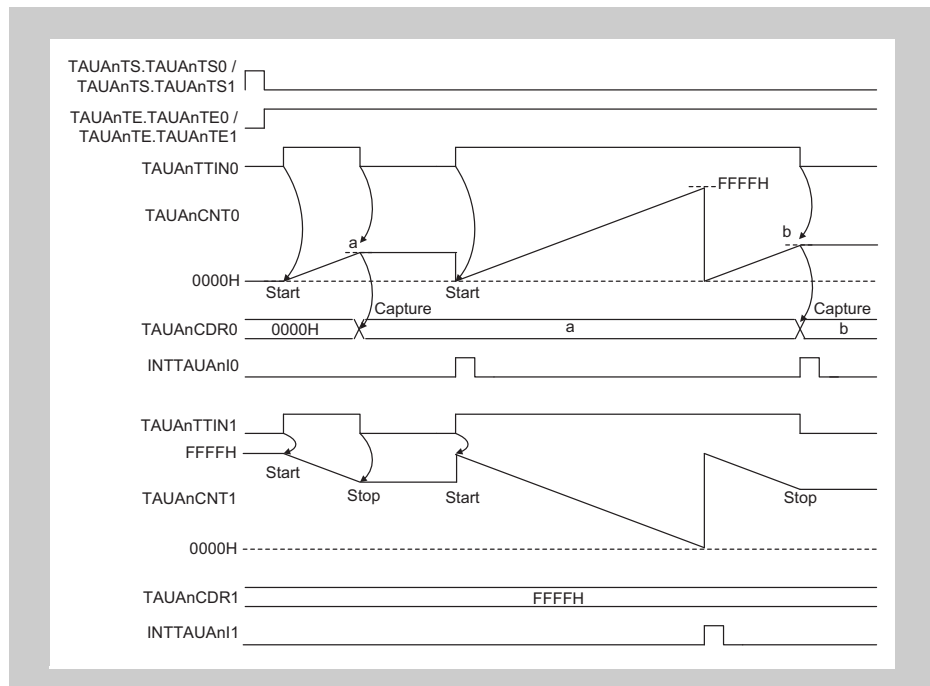 TAUAnTS.TAUAnTS0 /
TAUAnTS.TAUAnTS1
TAUAnTE.TAUAnTE0 /
TAUAnTE.TAUAnTE1
TAUAnTTIN0
FFFFH
TAUAnCNT0
a
b
0000H
Start
Start
Capture
Capture
TAUAnCDR0
0000H
a
b
INTTAUAnI0
TAUAnTTIN1
FFFFH
Start
TAUAnCNT1
Stop
Start
Stop
0000H
TAUAnCDR1
FFFFH
INTTAUAnI1